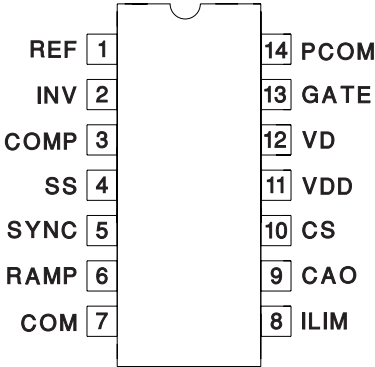 REF 1 14 PCOM
INV 2 13 GATE
COMP 3 12 VD
SS 4 11 VDD
SYNC 5 10 CS
RAMP 6 9 CAO
COM 7 8 ILIM